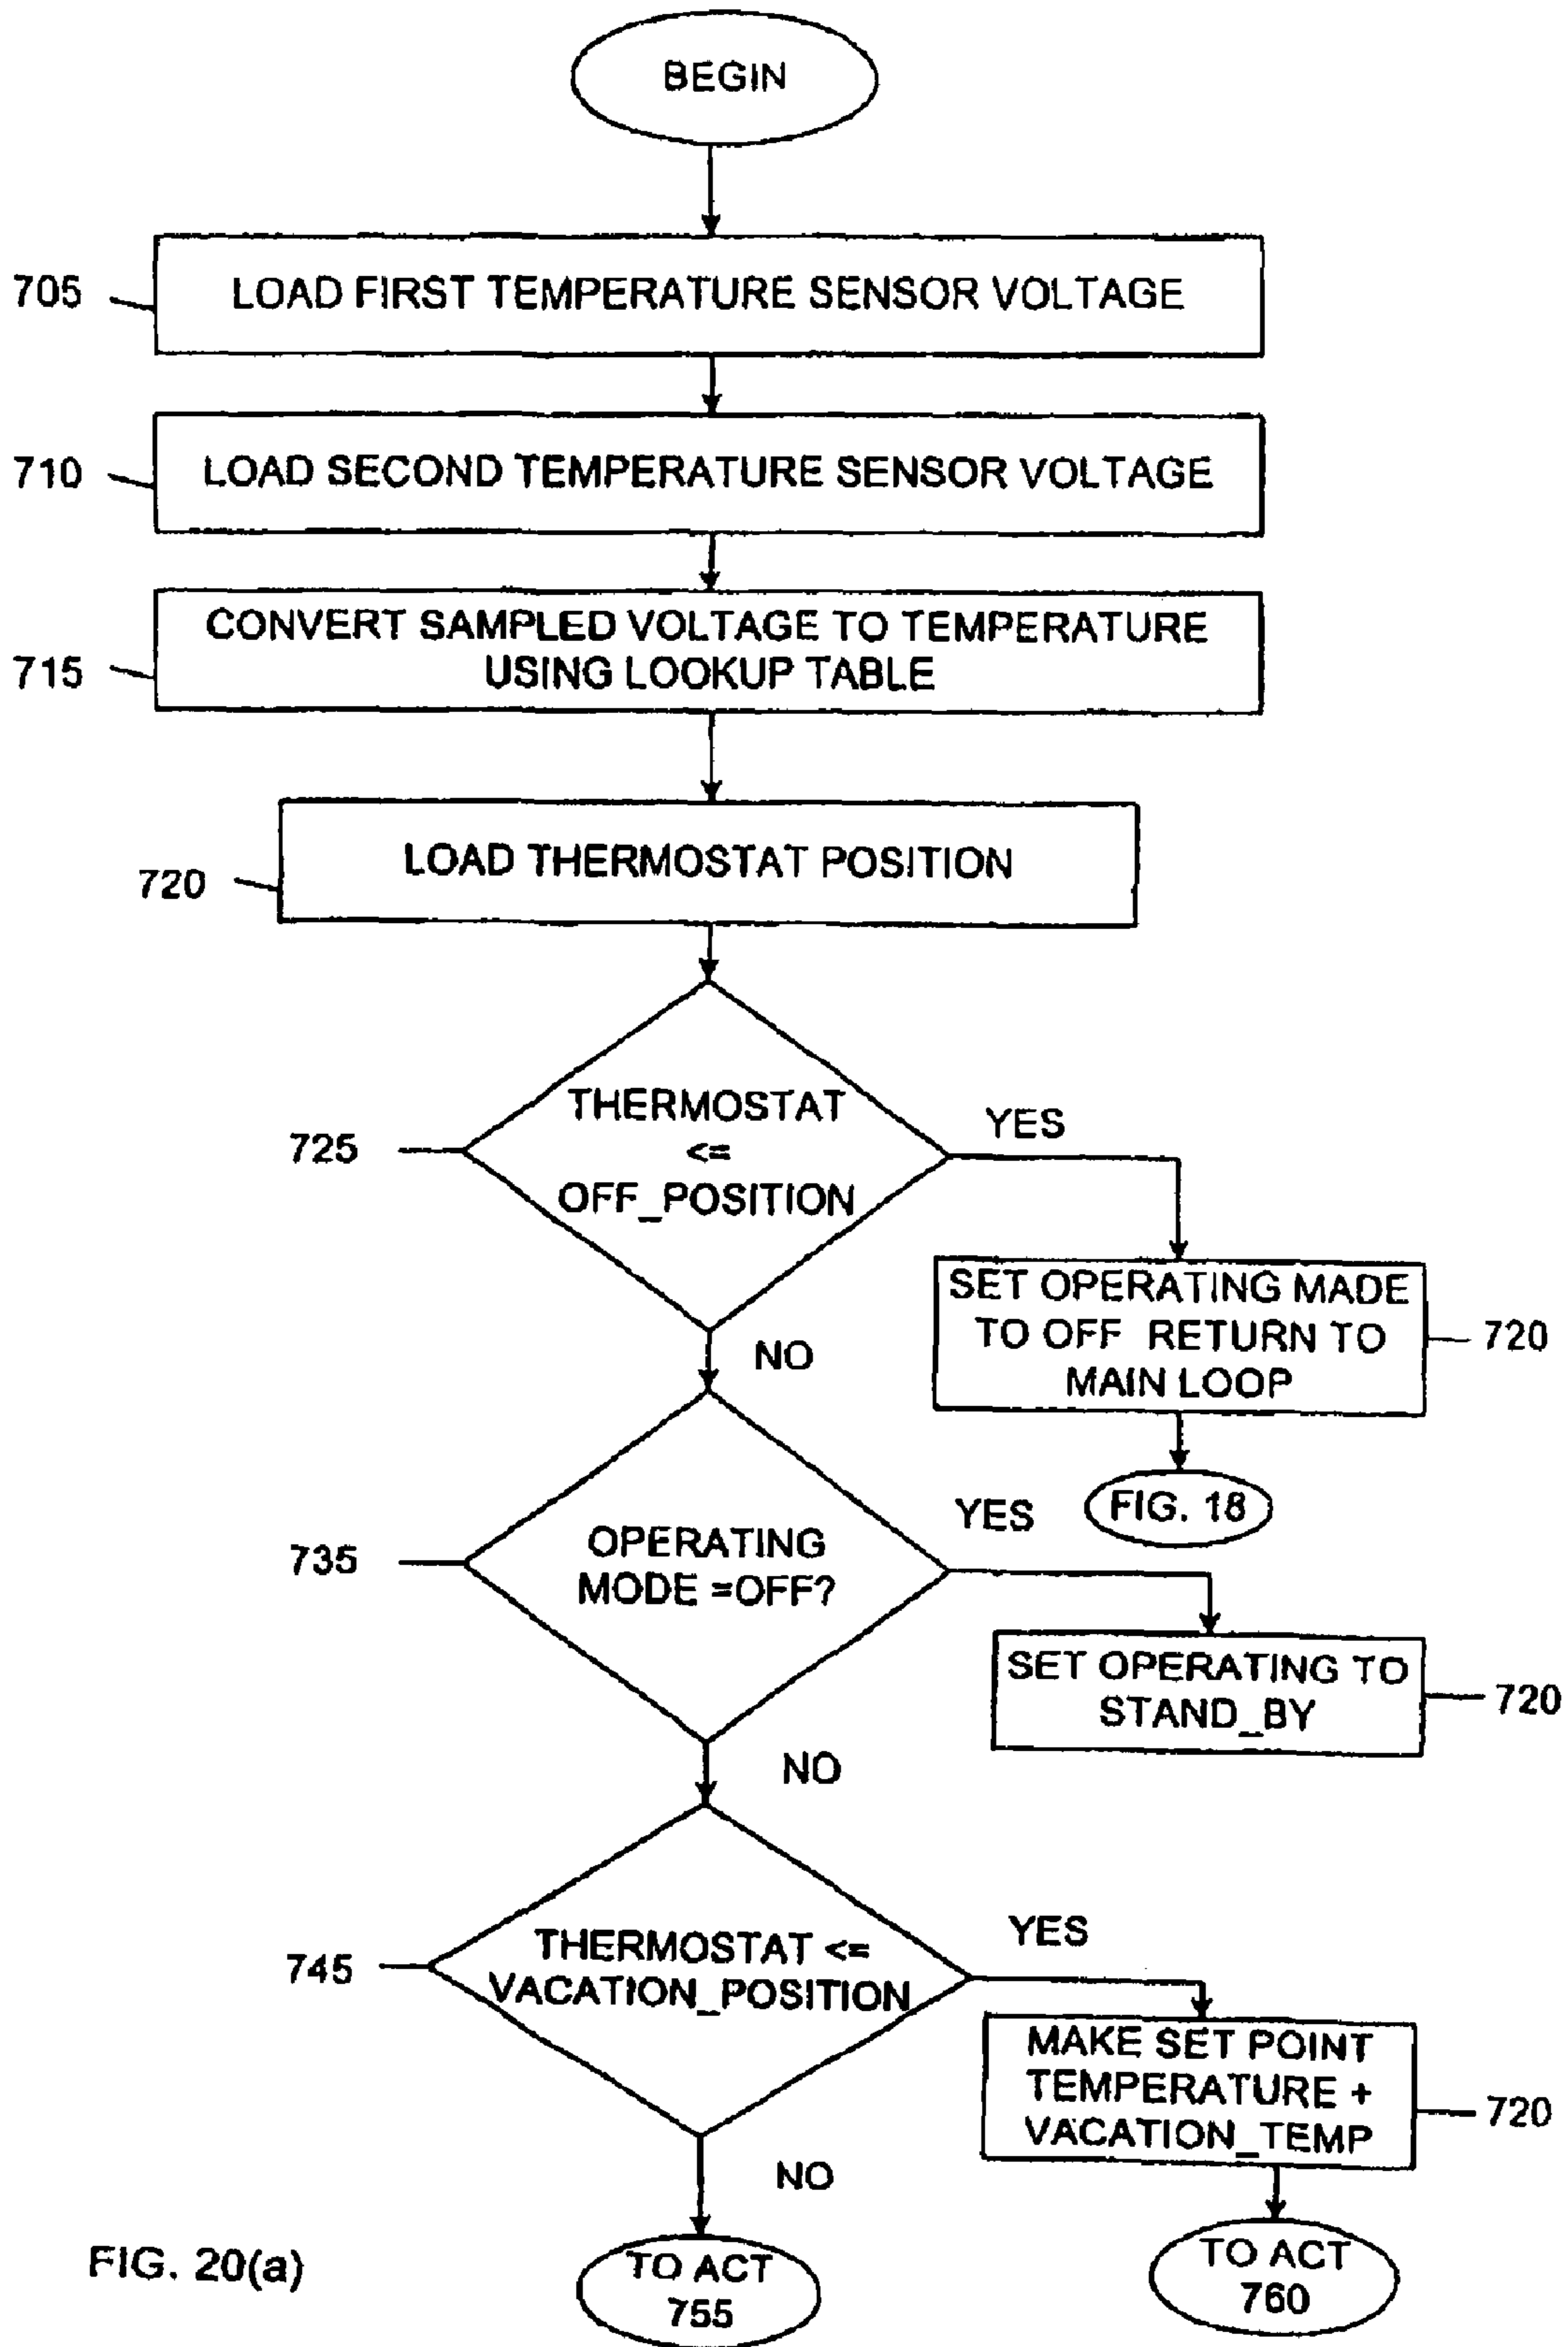 BEGIN
705
LOAD FIRST TEMPERATURE SENSOR VOLTAGE
710
LOAD SECOND TEMPERATURE SENSOR VOLTAGE
715
CONVERT SAMPLED VOLTAGE TO TEMPERATURE
USING LOOKUP TABLE
720
LOAD THERMOSTAT POSITION
725
THERMOSTAT
<=
OFF_POSITION
YES
SET OPERATING MADE
TO OFF RETURN TO
MAIN LOOP
720
NO
FIG. 18
735
OPERATING
MODE =OFF?
YES
SET OPERATING TO
STAND_BY
720
NO
745
THERMOSTAT <=
VACATION_POSITION
YES
MAKE SET POINT
TEMPERATURE +
VACATION_TEMP
720
NO
TO ACT
755
TO ACT
760
FIG. 20(a)